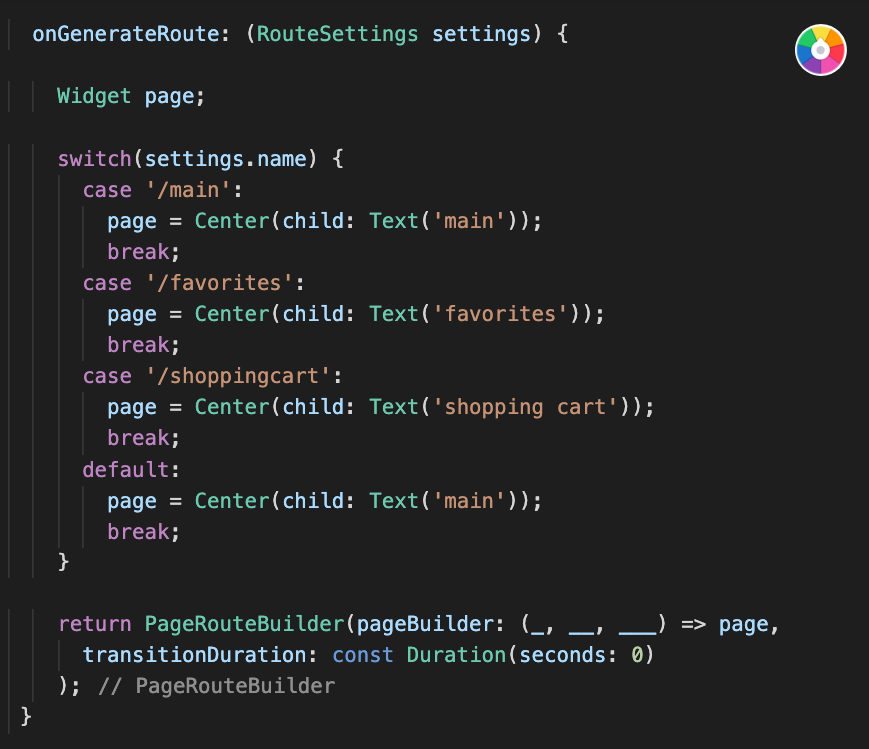 onGenerateRoute: (RouteSettings settings) {
Widget page;
switch(settings.name) {
case '/main':
page = Center(child: Text('main'));
break;
case '/favorites':
page = Center(child: Text('favorites'));
break;
case '/shoppingcart':
page = Center(child: Text('shopping cart'));
break;
default:
page = Center(child: Text('main'));
break;
}
return PageRouteBuilder(pageBuilder: (_, __, ___) => page,
transitionDuration: const Duration(seconds: 0)
); // PageRouteBuilder
}